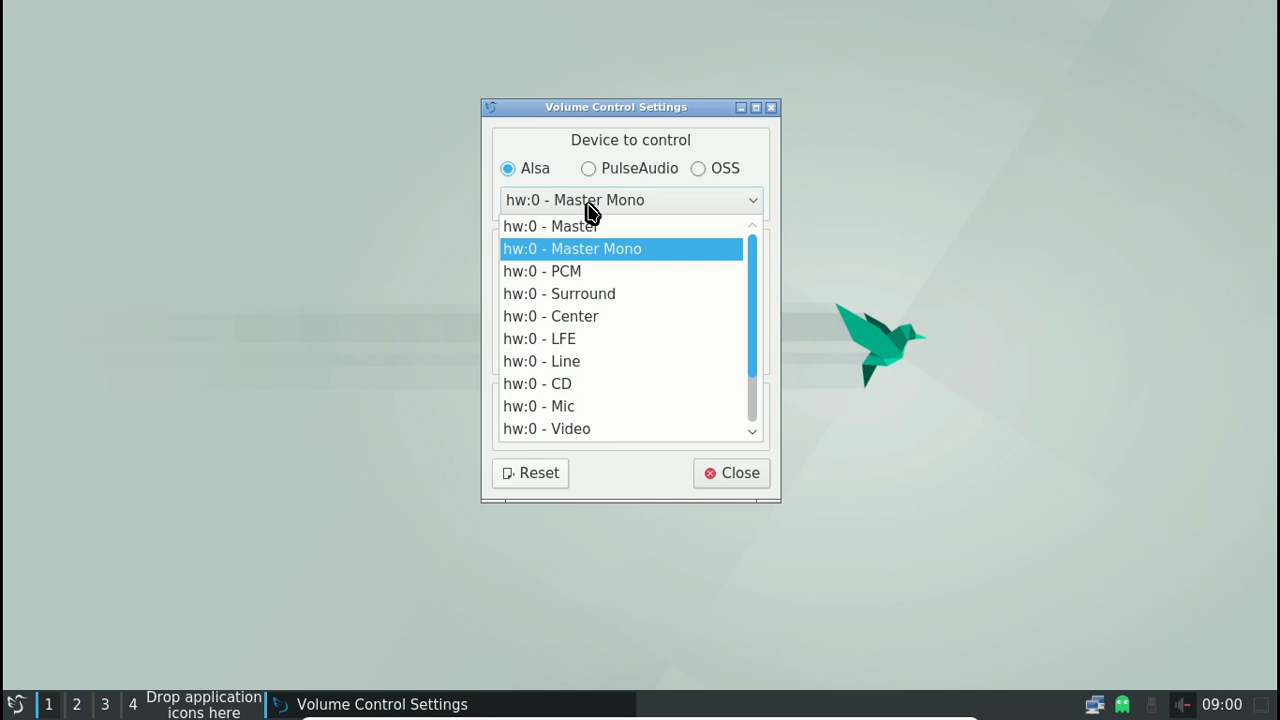 Volume Control Settings
Device to control
Alsa
PulseAudio
OSS
hw:0 - Master Mono
hw:0 - Master
hw:0 - Master Mono
hw:0 - PCM
hw:0 - Surround
hw:0 - Center
hw:0 - LFE
hw:0 - Line
hw:0 - CD
hw:0 - Mic
hw:0 - Video
Reset
Close
1
2
3
4
Drop application
icons here
Volume Control Settings
09:00